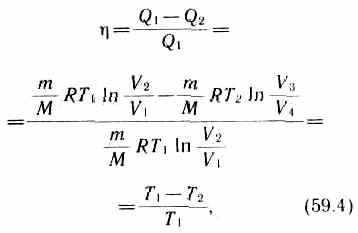 η = (Q₁ − Q₂)/Q₁ =
= (m/M RT₁ ln V₂/V₁ − m/M RT₂ ln V₃/V₄)/(m/M RT₁ ln V₂/V₁) =
= (T₁ − T₂)/T₁, (59.4)